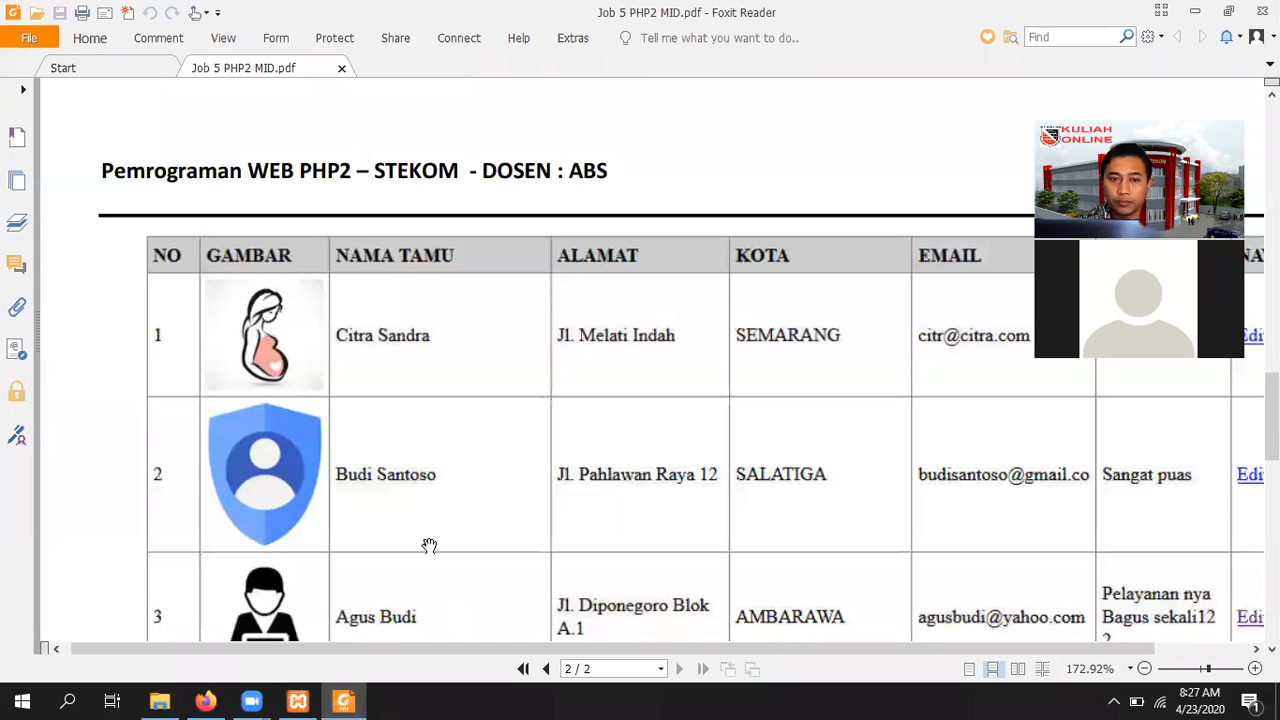 Job 5 PHP2 MID.pdf - Foxit Reader
File Home Comment View Form Protect Share Connect Help Extras Tell me what you want to do.. Find
Start Job 5 PHP2 MID.pdf
KULIAH
ONLINE
Pemrograman WEB PHP2 – STEKOM - DOSEN : ABS
NO GAMBAR NAMA TAMU ALAMAT KOTA EMAIL
1 Citra Sandra Jl. Melati Indah SEMARANG citr@citra.com
2 Budi Santoso Jl. Pahlawan Raya 12 SALATIGA budisantoso@gmail.co Sangat puas Edi
3 Agus Budi Jl. Diponegoro Blok A.1 AMBARAWA agusbudi@yahoo.com Pelayanan nya Bagus sekali12 Edi
2 / 2 172.92%
8:27 AM
4/23/2020